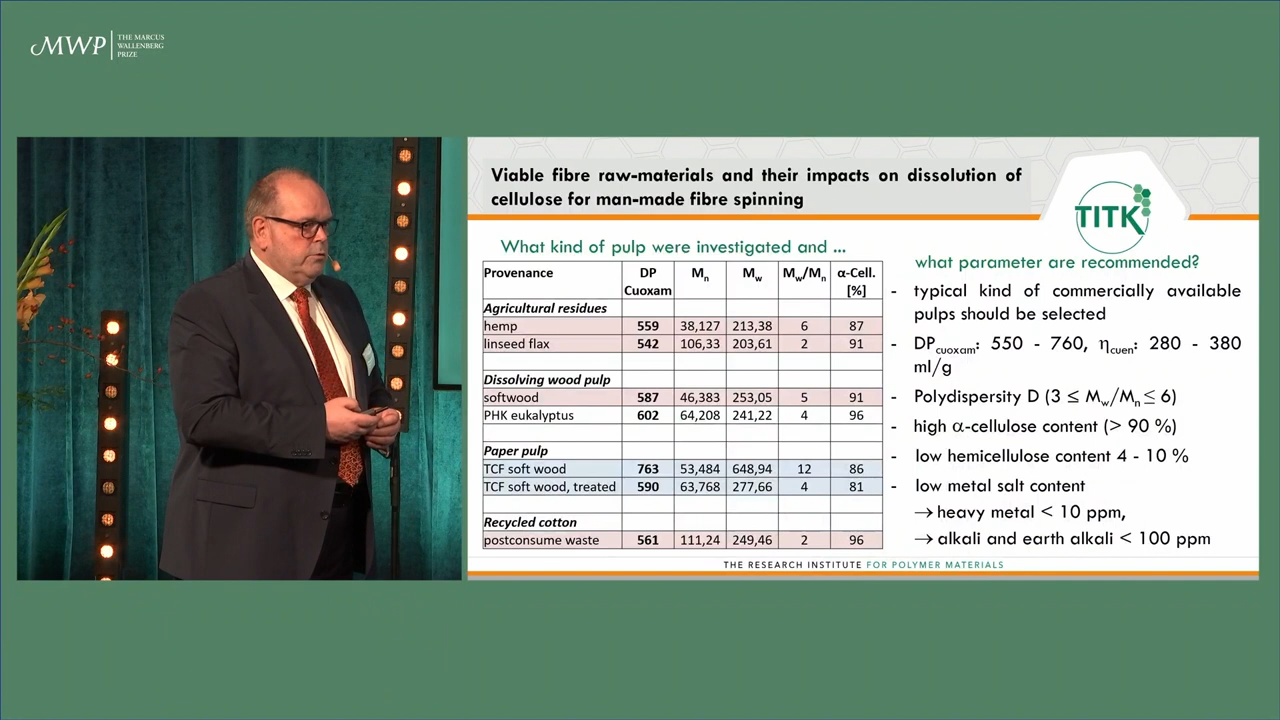 MWP THE MARCUS
WALLENBERG
PRIZE
Viable fibre raw-materials and their impacts on dissolution of
cellulose for man-made fibre spinning
TITK
What kind of pulp were investigated and ...
Provenance DP Cuoxam Mn Mw Mw/Mn α-Cell. [%]
Agricultural residues
hemp 559 38,127 213,38 6 87
linseed flax 542 106,33 203,61 2 91
Dissolving wood pulp
softwood 587 46,383 253,05 5 91
PHK eukalyptus 602 64,208 241,22 4 96
Paper pulp
TCF soft wood 763 53,484 648,94 12 86
TCF soft wood, treated 590 63,768 277,66 4 81
Recycled cotton
postconsume waste 561 111,24 249,46 2 96
what parameter are recommended?
- typical kind of commercially available
pulps should be selected
- DPcuoxam: 550 - 760, ηcuen: 280 - 380
ml/g
- Polydispersity D (3 ≤ Mw/Mn ≤ 6)
- high α-cellulose content (> 90 %)
- low hemicellulose content 4 - 10 %
- low metal salt content
→ heavy metal < 10 ppm,
→ alkali and earth alkali < 100 ppm
THE RESEARCH INSTITUTE FOR POLYMER MATERIALS